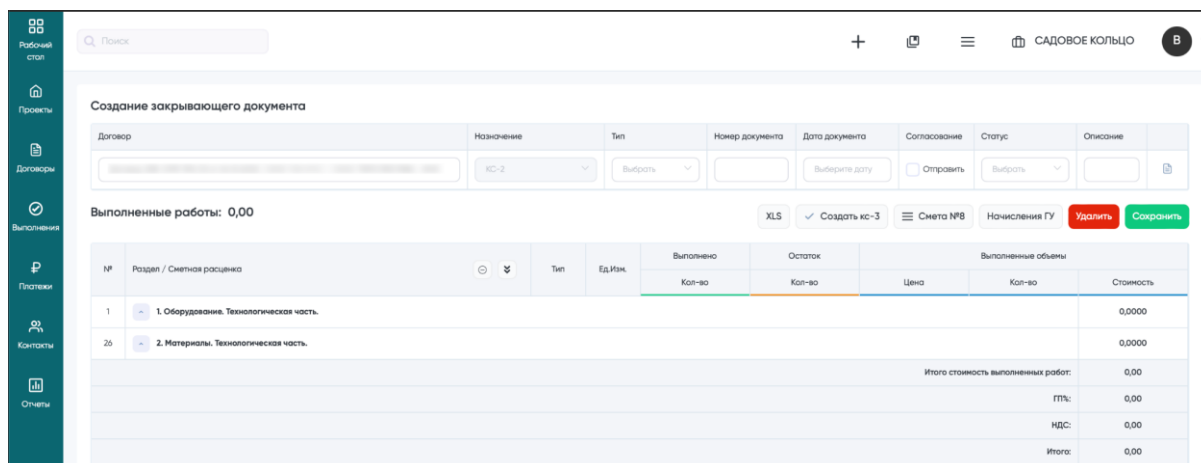 Рабочий
стол
Поиск
САДОВОЕ КОЛЬЦО
В
Проекты
Договоры
Выполнения
Платежи
Контакты
Отчеты
Создание закрывающего документа
Договор Назначение Тип Номер документа Дата документа Согласование Статус Описание
КС-2 Выбрать Выберите дату Отправить Выбрать
Выполненные работы: 0,00
XLS Создать кс-3 Смета №8 Начисления ГУ Удалить Сохранить
№ Раздел / Сметная расценка Тип Ед.Изм. Выполнено Остаток Выполненные объемы
Кол-во Кол-во Цена Кол-во Стоимость
1 1. Оборудование. Технологическая часть. 0,0000
26 2. Материалы. Технологическая часть. 0,0000
Итого стоимость выполненных работ: 0,00
ГП%: 0,00
НДС: 0,00
Итого: 0,00